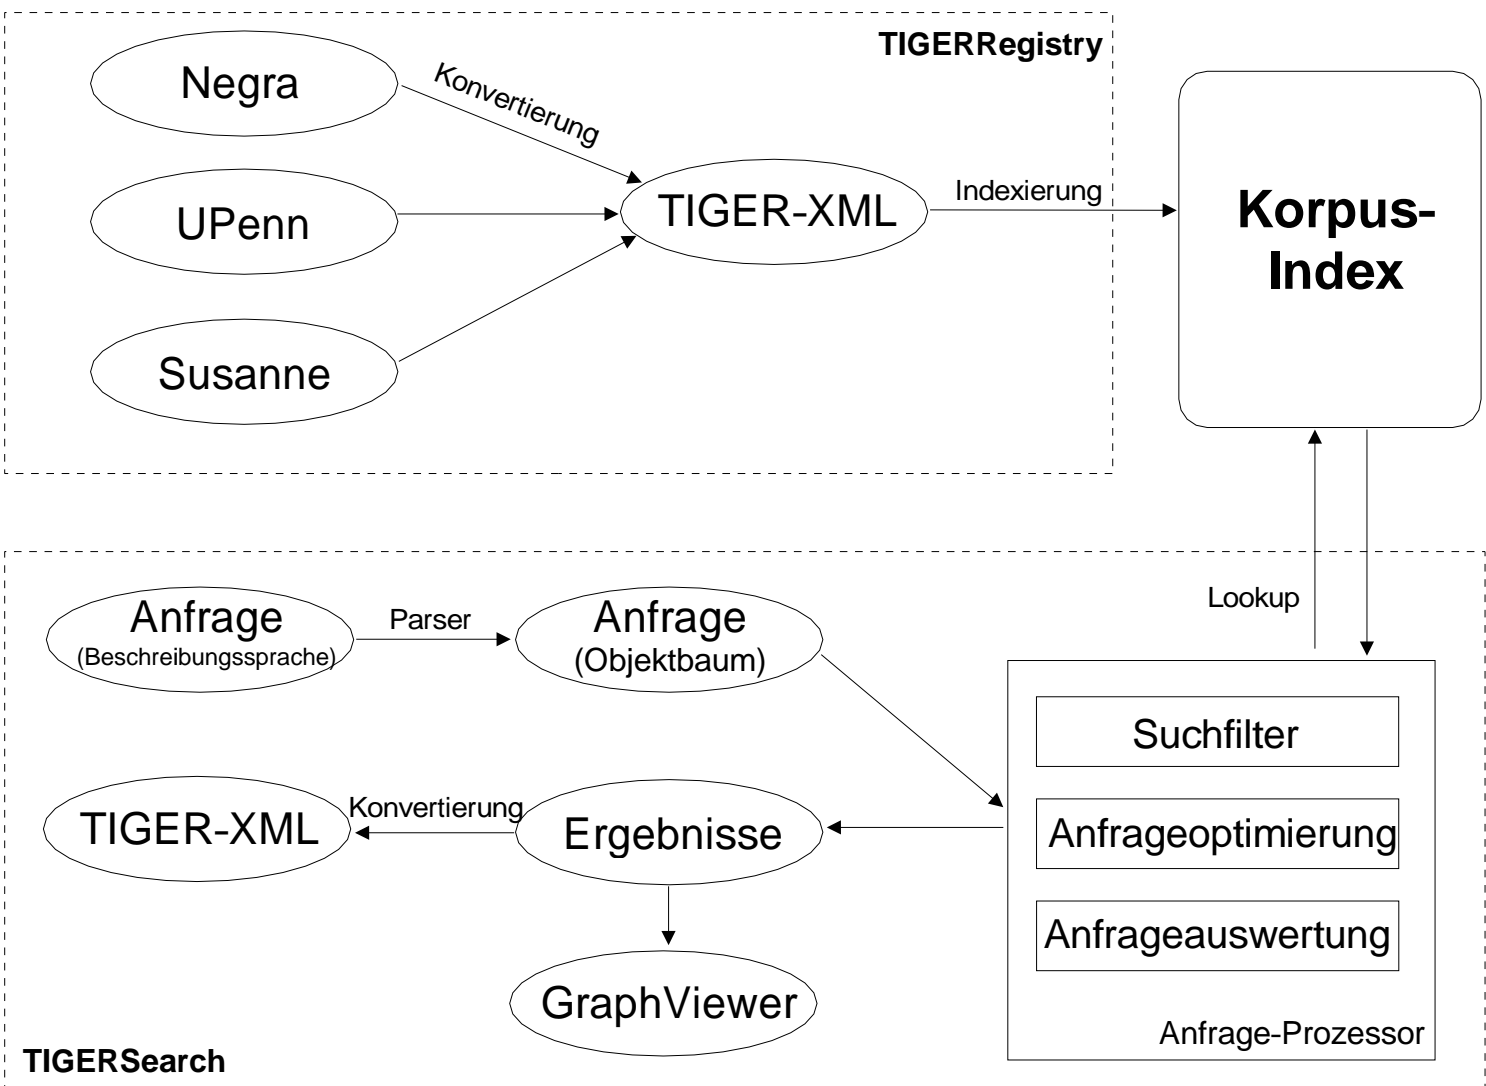 TIGERRegistry
Negra
Konvertierung
UPenn
TIGER-XML
Indexierung
Korpus-
Index
Susanne
Anfrage
(Beschreibungssprache)
Parser
Anfrage
(Objektbaum)
Lookup
Suchfilter
TIGER-XML
Konvertierung
Ergebnisse
Anfrageoptimierung
Anfrageauswertung
GraphViewer
Anfrage-Prozessor
TIGERSearch